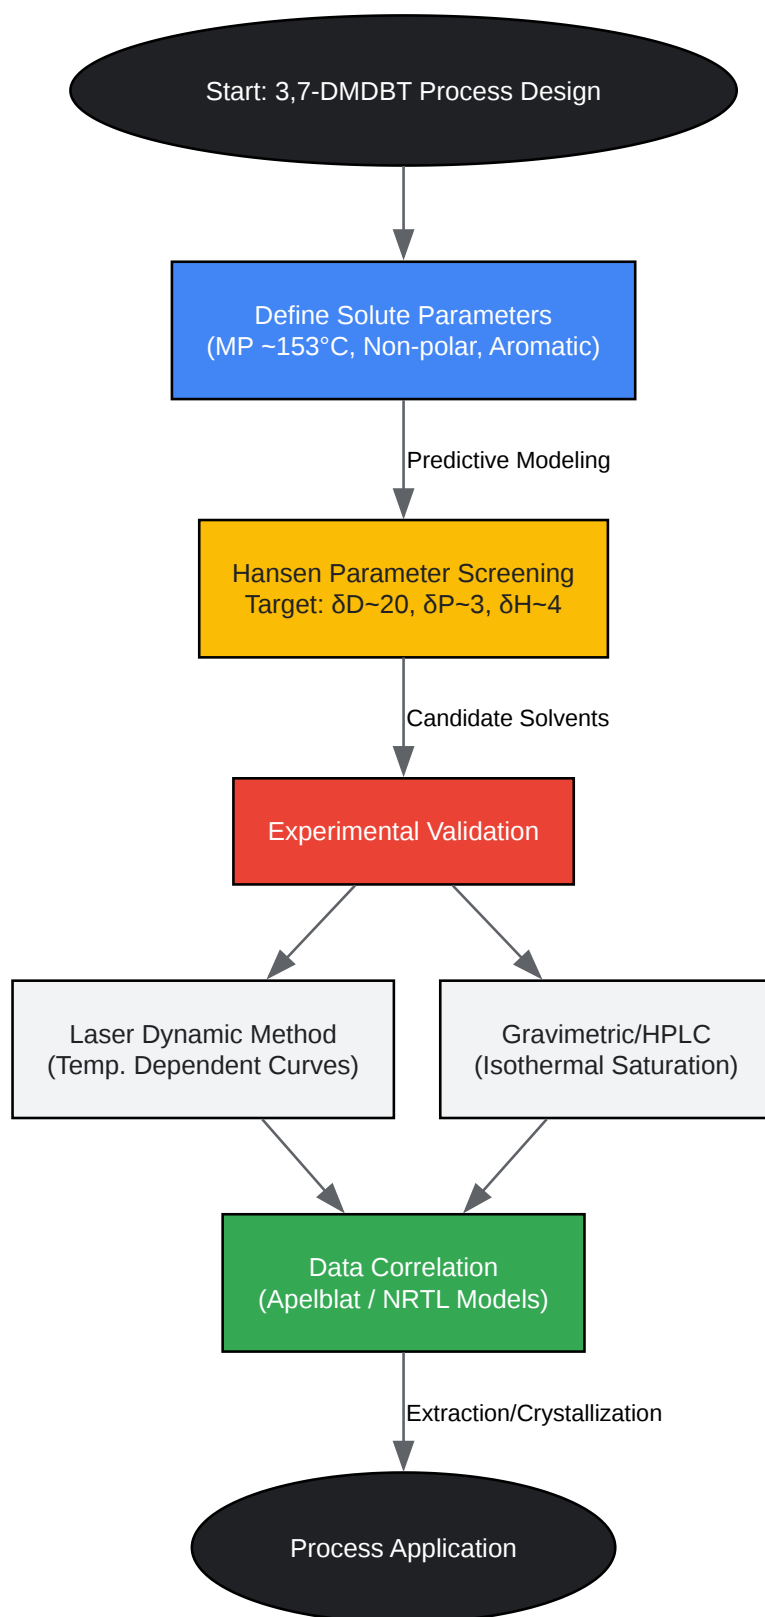 Start: 3,7-DMDBT Process Design
Define Solute Parameters
(MP ~153°C, Non-polar, Aromatic)
Predictive Modeling
Hansen Parameter Screening
Target: δD~20, δP~3, δH~4
Candidate Solvents
Experimental Validation
Laser Dynamic Method
(Temp. Dependent Curves)
Gravimetric/HPLC
(Isothermal Saturation)
Data Correlation
(Apelblat / NRTL Models)
Extraction/Crystallization
Process Application